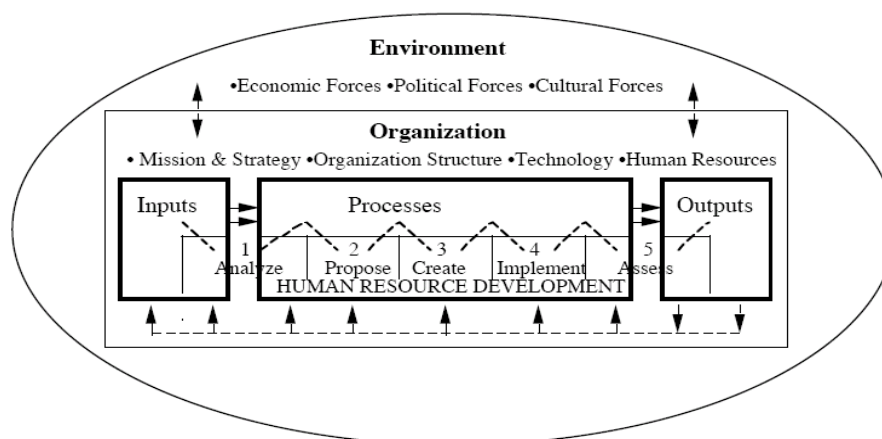 Environment
•Economic Forces •Political Forces •Cultural Forces
Organization
• Mission & Strategy •Organization Structure •Technology •Human Resources
Inputs Processes Outputs
1 2 3 4 5
Analyze Propose Create Implement Assess
HUMAN RESOURCE DEVELOPMENT